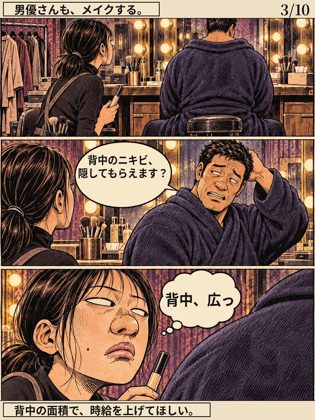 男優さんも、メイクする。
3/10
背中のニキビ、
隠してもらえます？
背中、広っ
背中の面積で、時給を上げてほしい。